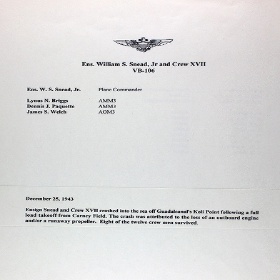 Ens. William S. Snead, Jr and Crew XVII
VB-106
Ens. W. S. Snead, Jr. Plane Commander
Lyonn N. Briggs AMM3
Dennis J. Paquette AMM3
James S. Welch AOM3
December 25, 1943
Ensign Snead and Crew XVII crashed into the sea off Guadalcanal's Koli Point following a full
load takeoff from Carney Field. The crash was attributed to the loss of an outboard engine
and/or a runaway propeller. Eight of the twelve crew men survived.